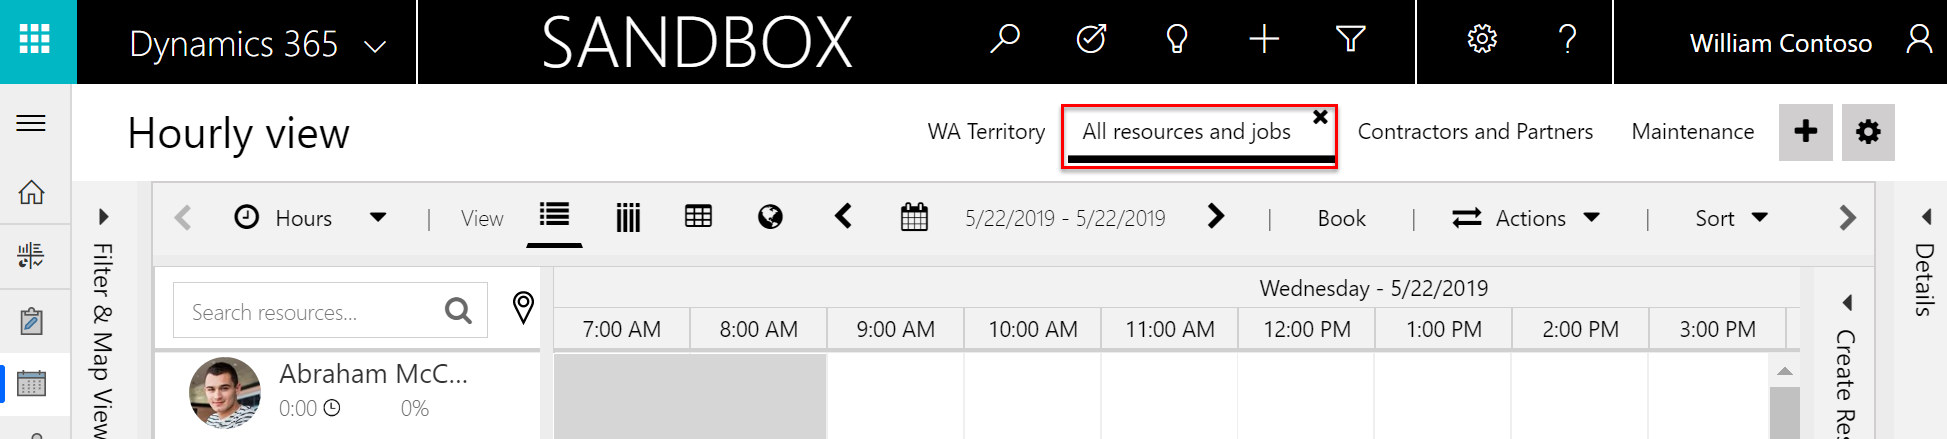 Dynamics 365
SANDBOX
William Contoso
Hourly view
WA Territory
All resources and jobs
Contractors and Partners
Maintenance
Hours
View
5/22/2019 - 5/22/2019
Book
Actions
Sort
Filter & Map View
Search resources...
Wednesday - 5/22/2019
7:00 AM 8:00 AM 9:00 AM 10:00 AM 11:00 AM 12:00 PM 1:00 PM 2:00 PM 3:00 PM
Abraham McC...
0:00 0%
Create Res
Details